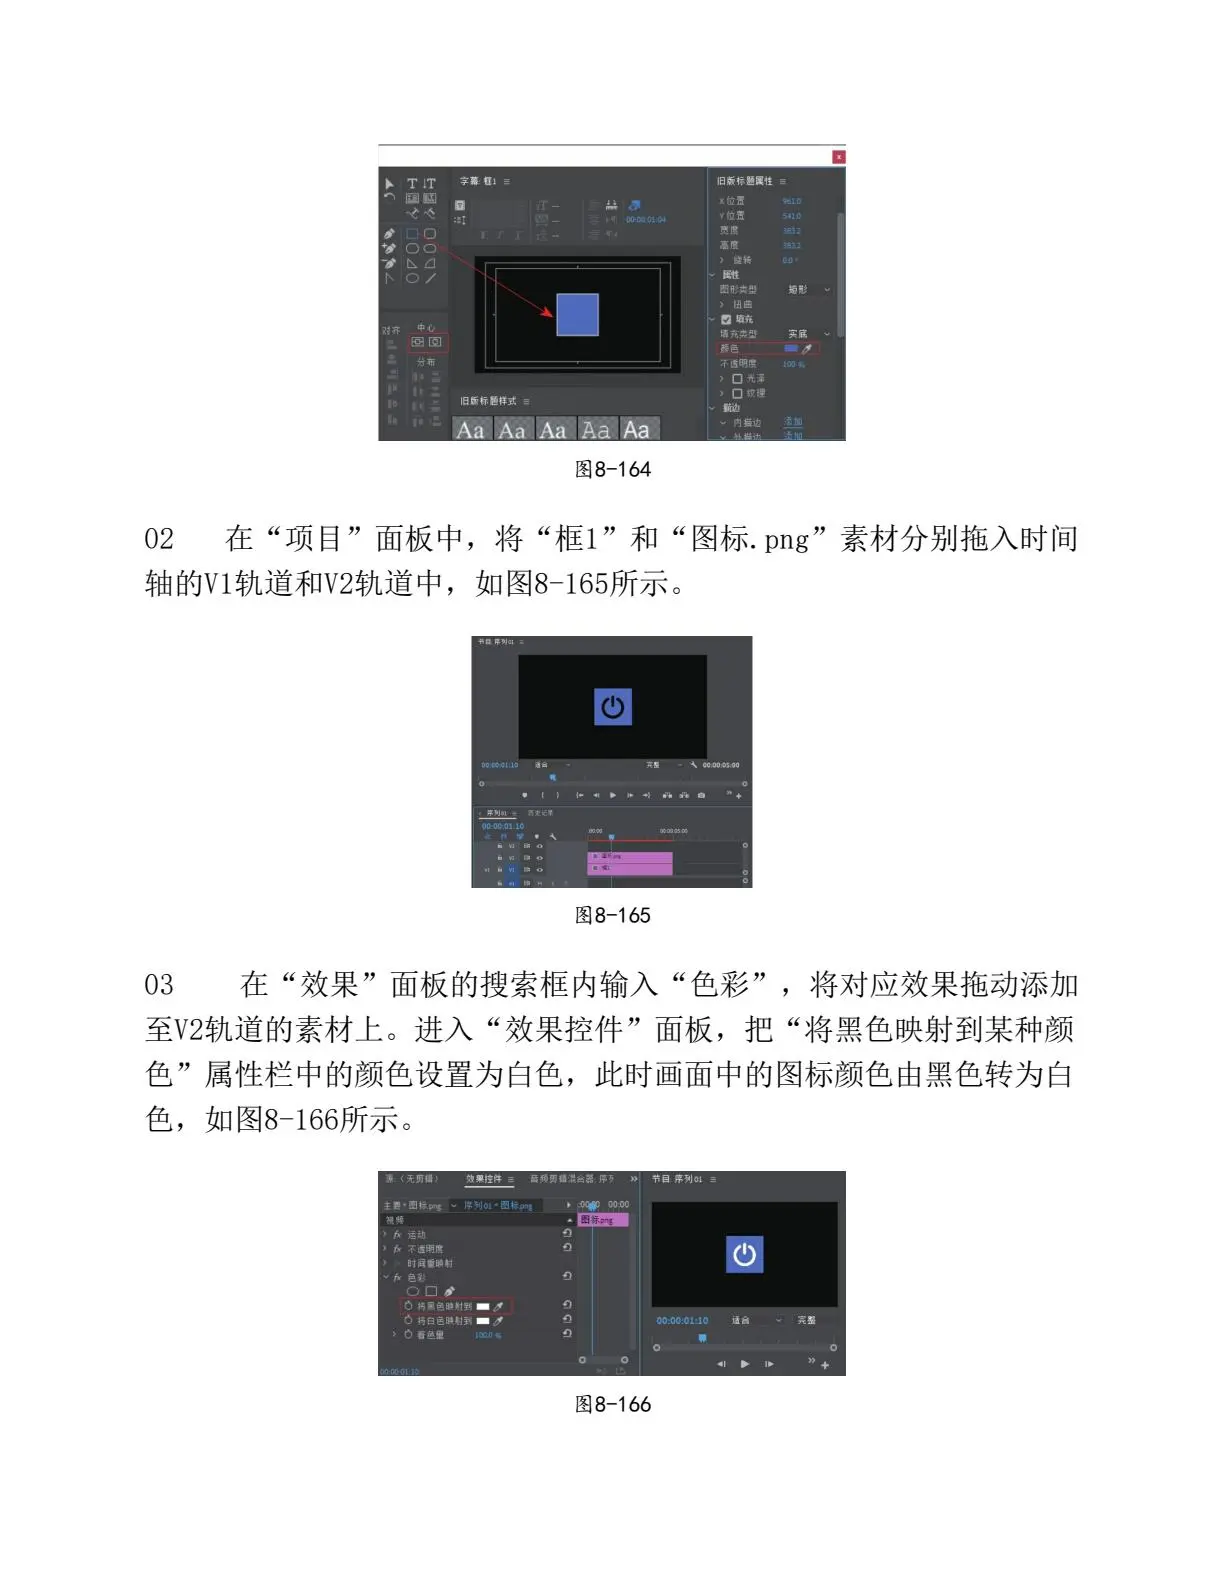 字幕: 框1 ≡
00:00:01:04
对齐
中心
分布
旧版标题样式 ≡
Aa Aa Aa Aa Aa
旧版标题属性 ≡
X 位置 961.0
Y 位置 541.0
宽度 383.2
高度 383.2
旋转 0.0 °
属性
图形类型 矩形
扭曲
填充
填充类型 实底
颜色
不透明度 100 %
光泽
纹理
描边
内描边 添加
外描边 添加
图8-164
02 在“项目”面板中，将“框1”和“图标.png”素材分别拖入时间
轴的V1轨道和V2轨道中，如图8-165所示。
节目: 序列01 ≡
00:00:01:10 适合 完整 00:00:05:00
序列01 ≡ 历史记录
00:00:01:10
:00:00 00:00:05:00
V3
V2 图标.png
V1 V1 框1
A1
图8-165
03 在“效果”面板的搜索框内输入“色彩”，将对应效果拖动添加
至V2轨道的素材上。进入“效果控件”面板，把“将黑色映射到某种颜
色”属性栏中的颜色设置为白色，此时画面中的图标颜色由黑色转为白
色，如图8-166所示。
源:（无剪辑） 效果控件 ≡ 音频剪辑混合器: 序列 »
主要 * 图标.png 序列01 * 图标.png :00:00 00:00
视频 图标.png
fx 运动
fx 不透明度
时间重映射
fx 色彩
将黑色映射到
将白色映射到
着色量 100.0 %
00:00:01:10
节目: 序列01 ≡
00:00:01:10 适合 完整
图8-166